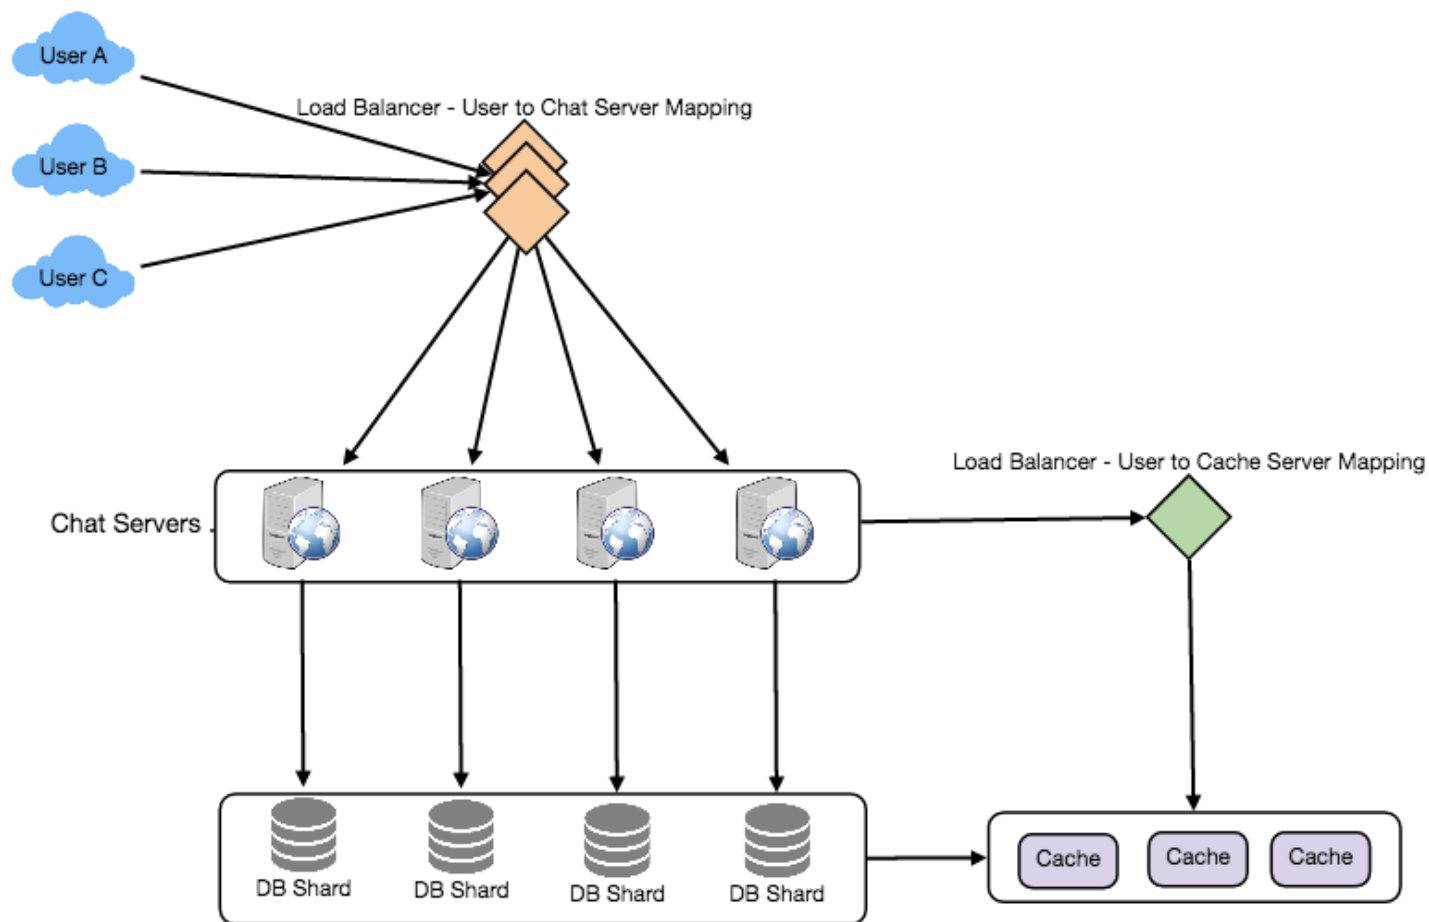 User A
Load Balancer - User to Chat Server Mapping
User B
User C
Load Balancer - User to Cache Server Mapping
Chat Servers .
DB Shard
DB Shard
DB Shard
DB Shard
Cache
Cache
Cache